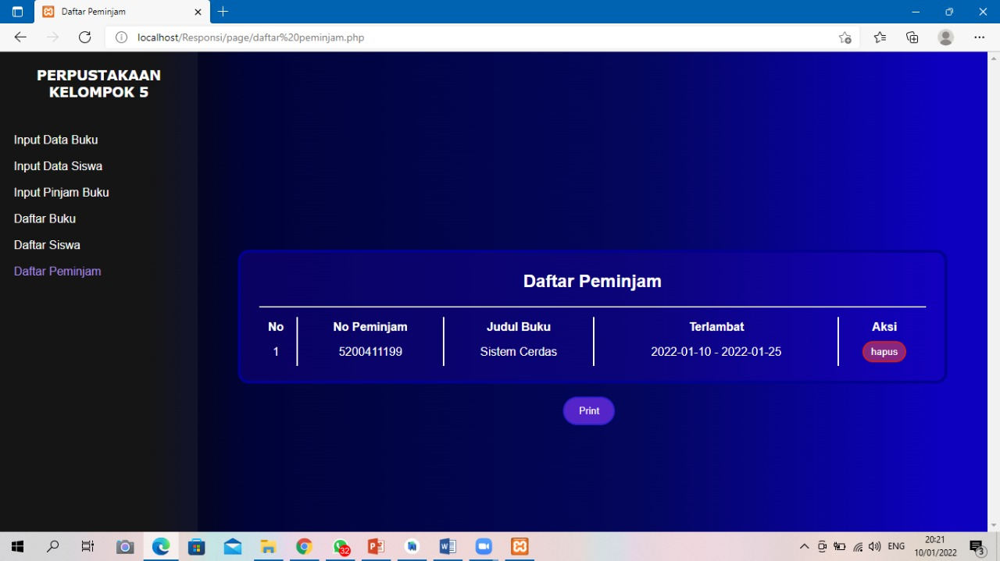 Daftar Peminjam
localhost/Responsi/page/daftar%20peminjam.php
PERPUSTAKAAN
KELOMPOK 5
Input Data Buku
Input Data Siswa
Input Pinjam Buku
Daftar Buku
Daftar Siswa
Daftar Peminjam
Daftar Peminjam
No No Peminjam Judul Buku Terlambat Aksi
1 5200411199 Sistem Cerdas 2022-01-10 - 2022-01-25 hapus
Print
32
ENG
20:21
10/01/2022
3